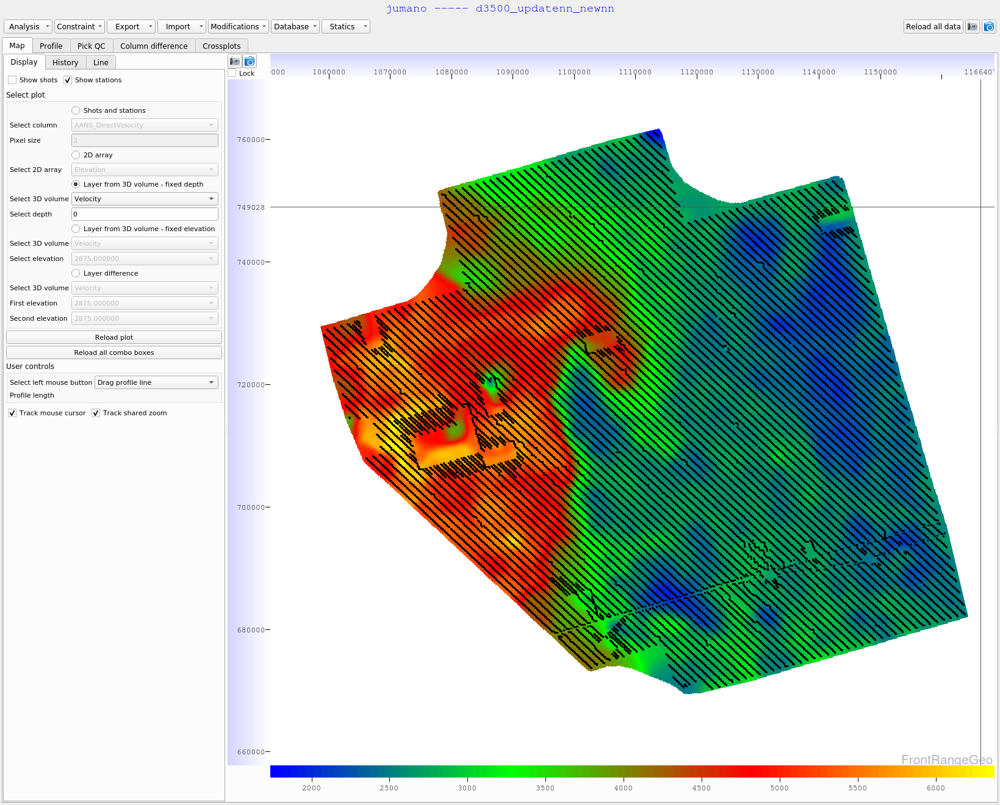 jumano ----- d3500_updatenn_newnn
Analysis Constraint Export Import Modifications Database Statics Reload all data
Map Profile Pick QC Column difference Crossplots
Display History Line
Lock
Show shots Show stations
Select plot
Shots and stations
Select column AANS_DirectVelocity
Pixel size 3
2D array
Select 2D array Elevation
Layer from 3D volume - fixed depth
Select 3D volume Velocity
Select depth 0
Layer from 3D volume - fixed elevation
Select 3D volume Velocity
Select elevation 2875.000000
Layer difference
Select 3D volume Velocity
First elevation 2875.000000
Second elevation 2875.000000
Reload plot
Reload all combo boxes
User controls
Select left mouse button Drag profile line
Profile length
Track mouse cursor Track shared zoom
000 1060000 1070000 1080000 1090000 1100000 1110000 1120000 1130000 1140000 1150000 116640
760000
749028
740000
720000
700000
680000
660000
FrontRangeGeo
2000 2500 3000 3500 4000 4500 5000 5500 6000